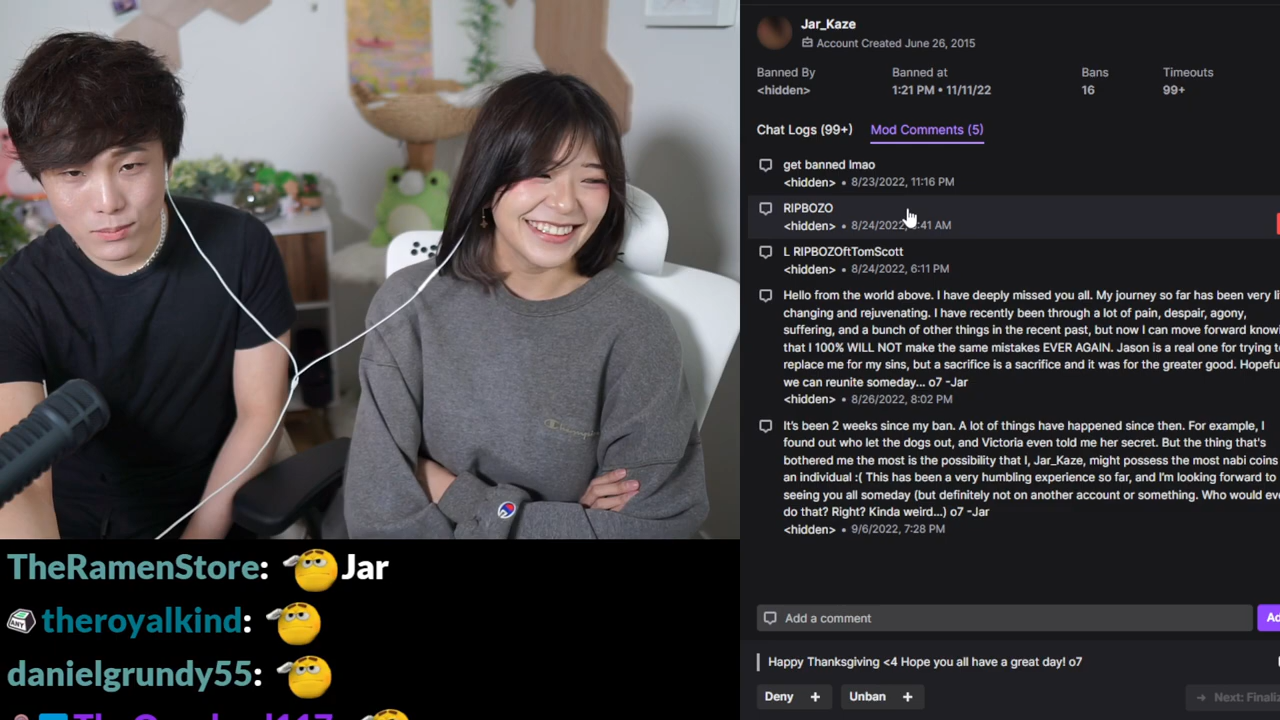 Jar_Kaze
Account Created June 26, 2015
Banned By
Banned at
Bans
Timeouts
<hidden>
1:21 PM • 11/11/22
16
99+
Chat Logs (99+)
Mod Comments (5)
get banned lmao
<hidden> • 8/23/2022, 11:16 PM
RIPBOZO
<hidden> • 8/24/2022, :41 AM
L RIPBOZOftTomScott
<hidden> • 8/24/2022, 6:11 PM
Hello from the world above. I have deeply missed you all. My journey so far has been very li
changing and rejuvenating. I have recently been through a lot of pain, despair, agony,
suffering, and a bunch of other things in the recent past, but now I can move forward knowi
that I 100% WILL NOT make the same mistakes EVER AGAIN. Jason is a real one for trying to
replace me for my sins, but a sacrifice is a sacrifice and it was for the greater good. Hopefu
we can reunite someday... o7 -Jar
<hidden> • 8/26/2022, 8:02 PM
It's been 2 weeks since my ban. A lot of things have happened since then. For example, I
found out who let the dogs out, and Victoria even told me her secret. But the thing that's
bothered me the most is the possibility that I, Jar_Kaze, might possess the most nabi coins
an individual :( This has been a very humbling experience so far, and I'm looking forward to
seeing you all someday (but definitely not on another account or something. Who would eve
do that? Right? Kinda weird...) o7 -Jar
<hidden> • 9/6/2022, 7:28 PM
Add a comment
Ad
Happy Thanksgiving <4 Hope you all have a great day! o7
Deny +
Unban +
Next: Finaliz
Champion
TheRamenStore: Jar
ANY theroyalkind:
danielgrundy55: